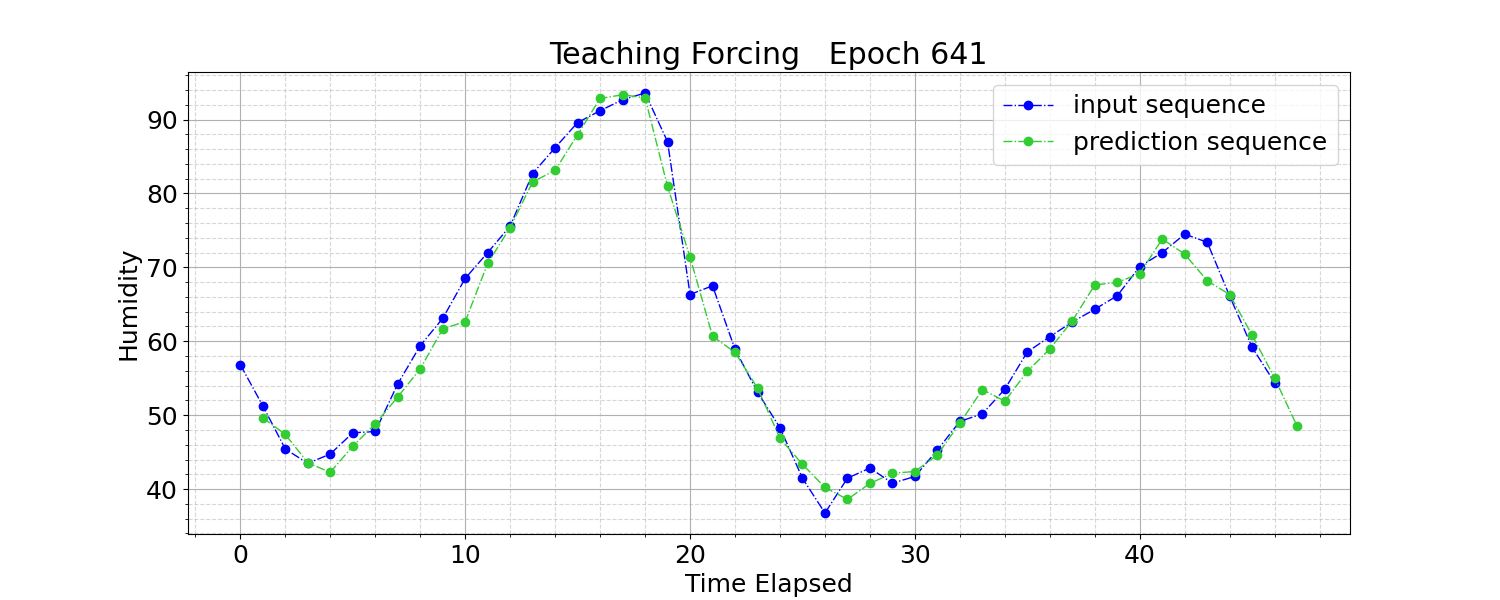 Teaching Forcing   Epoch 641
input sequence
prediction sequence
Humidity
90
80
70
60
50
40
0 10 20 30 40
Time Elapsed